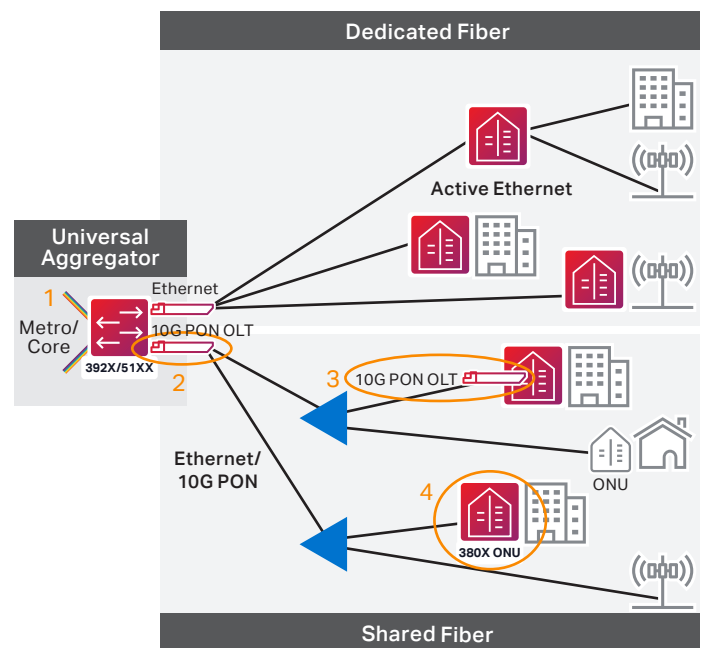 Dedicated Fiber
Active Ethernet
Universal
Aggregator
Ethernet
1
Metro/
Core
10G PON OLT
392X/51XX
2
3
10G PON OLT
Ethernet/
10G PON
ONU
4
380X ONU
Shared Fiber